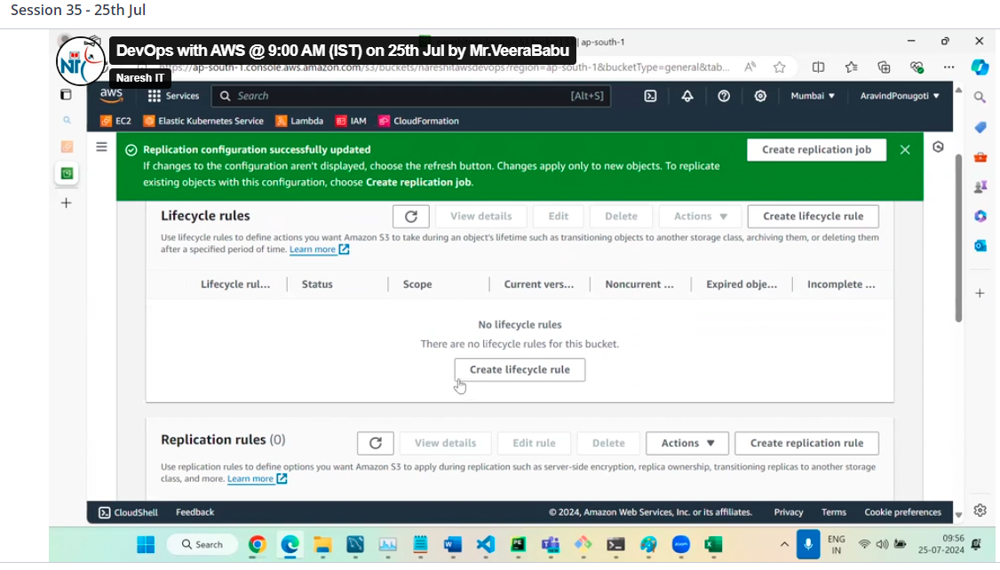 Session 35 - 25th Jul
DevOps with AWS @ 9:00 AM (IST) on 25th Jul by Mr.VeeraBabu
| ap-south-1
Naresh IT
https://ap-south-1.console.aws.amazon.com/s3/buckets/nareshitawsdevops?region=ap-south-1&bucketType=general&tab...
aws
Services
Search
[Alt+S]
Mumbai
AravindPonugoti
EC2
Elastic Kubernetes Service
Lambda
IAM
CloudFormation
Replication configuration successfully updated
If changes to the configuration aren't displayed, choose the refresh button. Changes apply only to new objects. To replicate
existing objects with this configuration, choose Create replication job.
Create replication job
Lifecycle rules
View details
Edit
Delete
Actions
Create lifecycle rule
Use lifecycle rules to define actions you want Amazon S3 to take during an object's lifetime such as transitioning objects to another storage class, archiving them, or deleting them
after a specified period of time. Learn more
Lifecycle rul...
Status
Scope
Current vers...
Noncurrent ...
Expired obje...
Incomplete ...
No lifecycle rules
There are no lifecycle rules for this bucket.
Create lifecycle rule
Replication rules (0)
View details
Edit rule
Delete
Actions
Create replication rule
Use replication rules to define options you want Amazon S3 to apply during replication such as server-side encryption, replica ownership, transitioning replicas to another storage
class, and more. Learn more
CloudShell
Feedback
© 2024, Amazon Web Services, Inc. or its affiliates.
Privacy
Terms
Cookie preferences
Search
ENG
IN
09:56
25-07-2024